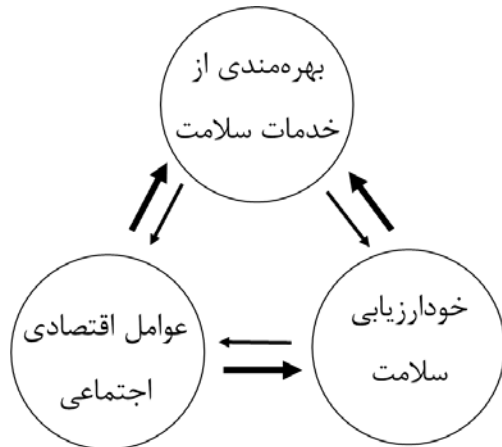 بهره‌مندی از
خدمات سلامت
خودارزیابی
سلامت
عوامل اقتصادی
اجتماعی